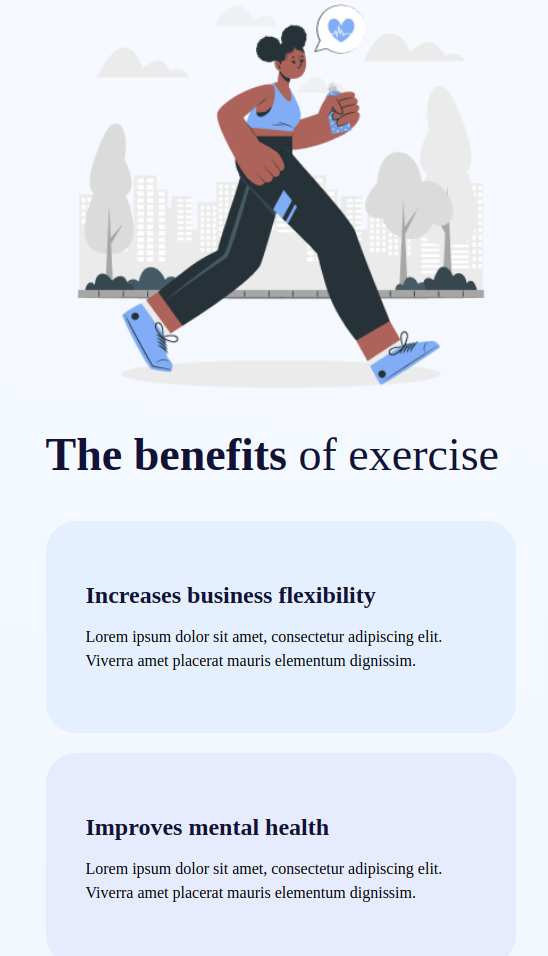 The benefits of exercise
Increases business flexibility
Lorem ipsum dolor sit amet, consectetur adipiscing elit.
Viverra amet placerat mauris elementum dignissim.
Improves mental health
Lorem ipsum dolor sit amet, consectetur adipiscing elit.
Viverra amet placerat mauris elementum dignissim.